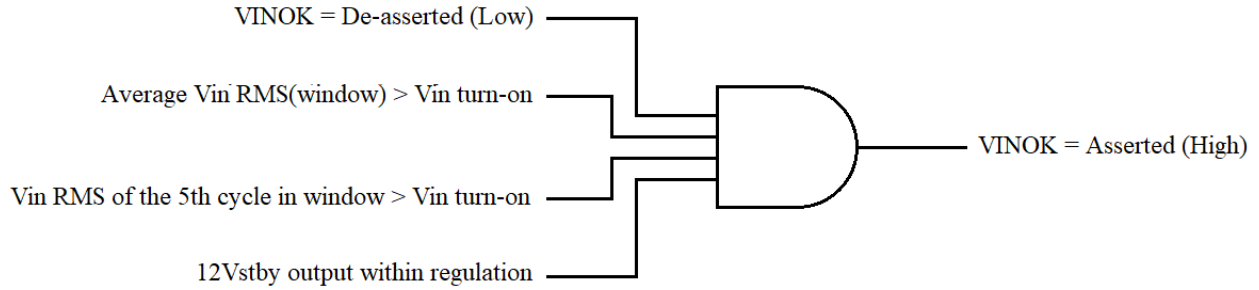 VINOK = De-asserted (Low)
Average Vin RMS(window) > Vin turn-on
VINOK = Asserted (High)
Vin RMS of the 5th cycle in window > Vin turn-on
12Vstby output within regulation